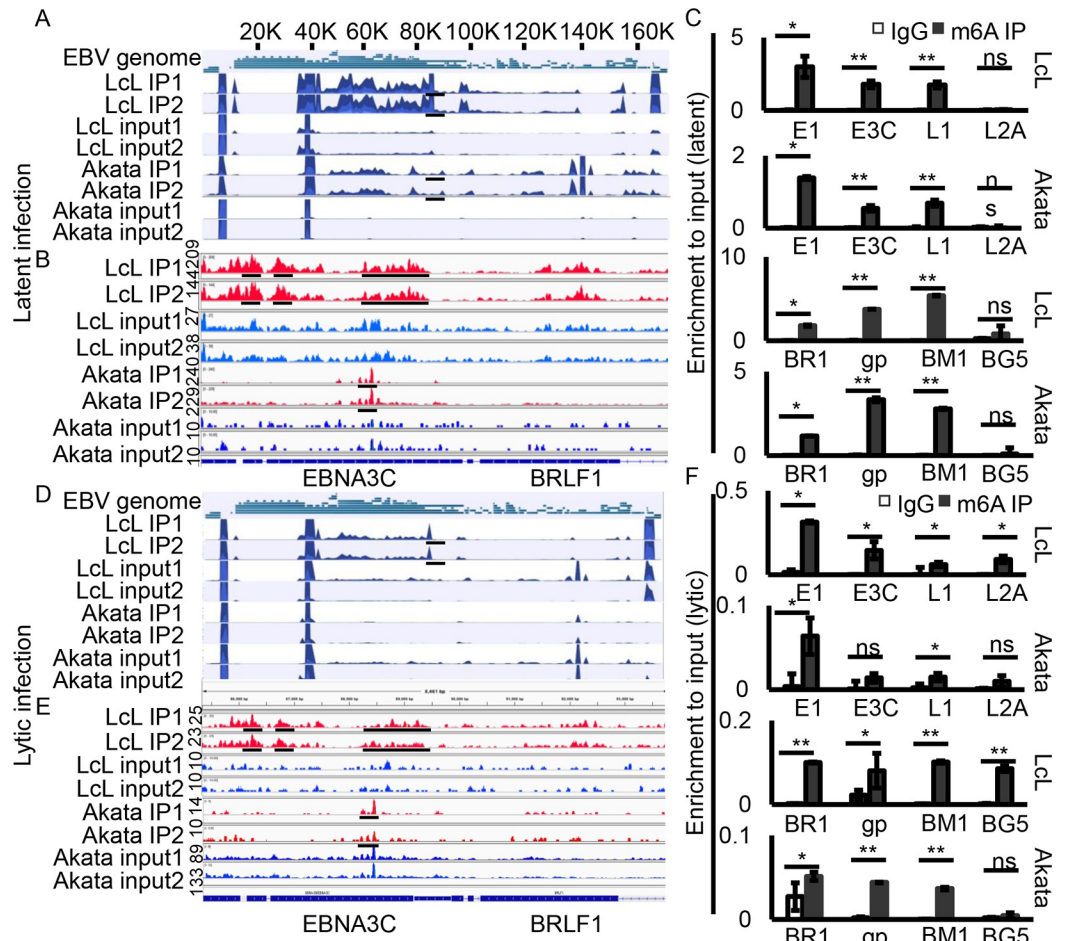 A
20K 40K 60K 80K 100K 120K 140K 160K
EBV genome
LcL IP1
LcL IP2
LcL input1
LcL input2
Akata IP1
Akata IP2
Akata input1
Akata input2
Latent infection
B
LcL IP1
209
LcL IP2
144
LcL input1
27
LcL input2
38
Akata IP1
240
Akata IP2
229
Akata input1
10
Akata input2
10
EBNA3C BRLF1
C
IgG m6A IP
Enrichment to input (latent)
5
0
* ** ** ns
E1 E3C L1 L2A
LcL
2
0
* ** ** n
s
E1 E3C L1 L2A
Akata
10
0
* ** ** ns
BR1 gp BM1 BG5
LcL
5
0
* ** ** ns
BR1 gp BM1 BG5
Akata
D
EBV genome
LcL IP1
LcL IP2
LcL input1
LcL input2
Akata IP1
Akata IP2
Akata input1
Akata input2
Lytic infection
E
LcL IP1
25
LcL IP2
23
LcL input1
10
LcL input2
10
Akata IP1
14
Akata IP2
10
Akata input1
89
Akata input2
133
EBNA3C BRLF1
F
IgG m6A IP
Enrichment to input (lytic)
0.5
0
* * * *
E1 E3C L1 L2A
LcL
0.1
0
* ns * ns
E1 E3C L1 L2A
Akata
0.2
0
** * ** **
BR1 gp BM1 BG5
LcL
0.1
0
* ** ** ns
BR1 gp BM1 BG5
Akata